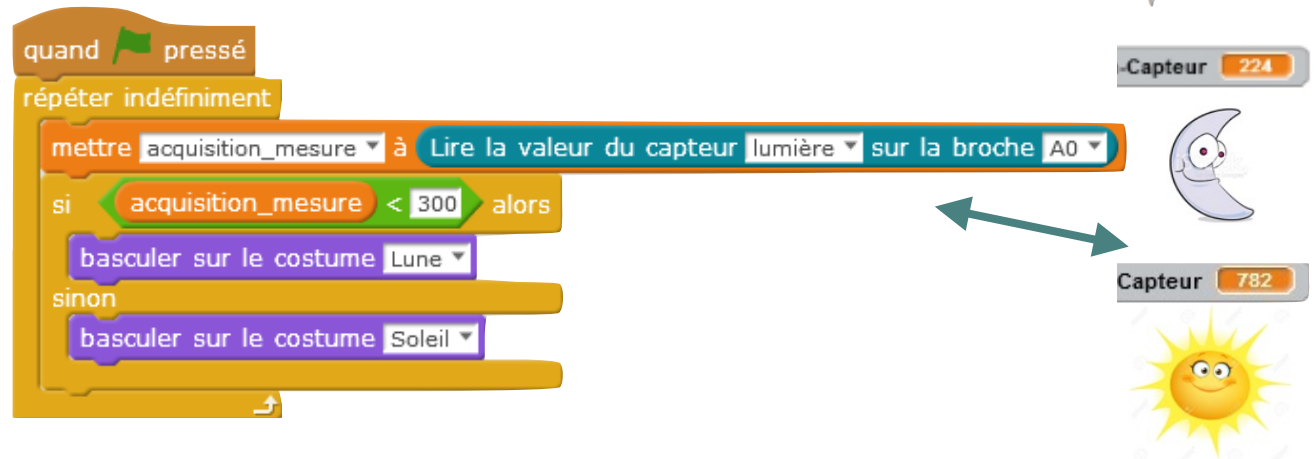 quand pressé
répéter indéfiniment
mettre acquisition_mesure à Lire la valeur du capteur lumière sur la broche A0
si acquisition_mesure < 300 alors
basculer sur le costume Lune
sinon
basculer sur le costume Soleil
-Capteur 224
Capteur 782